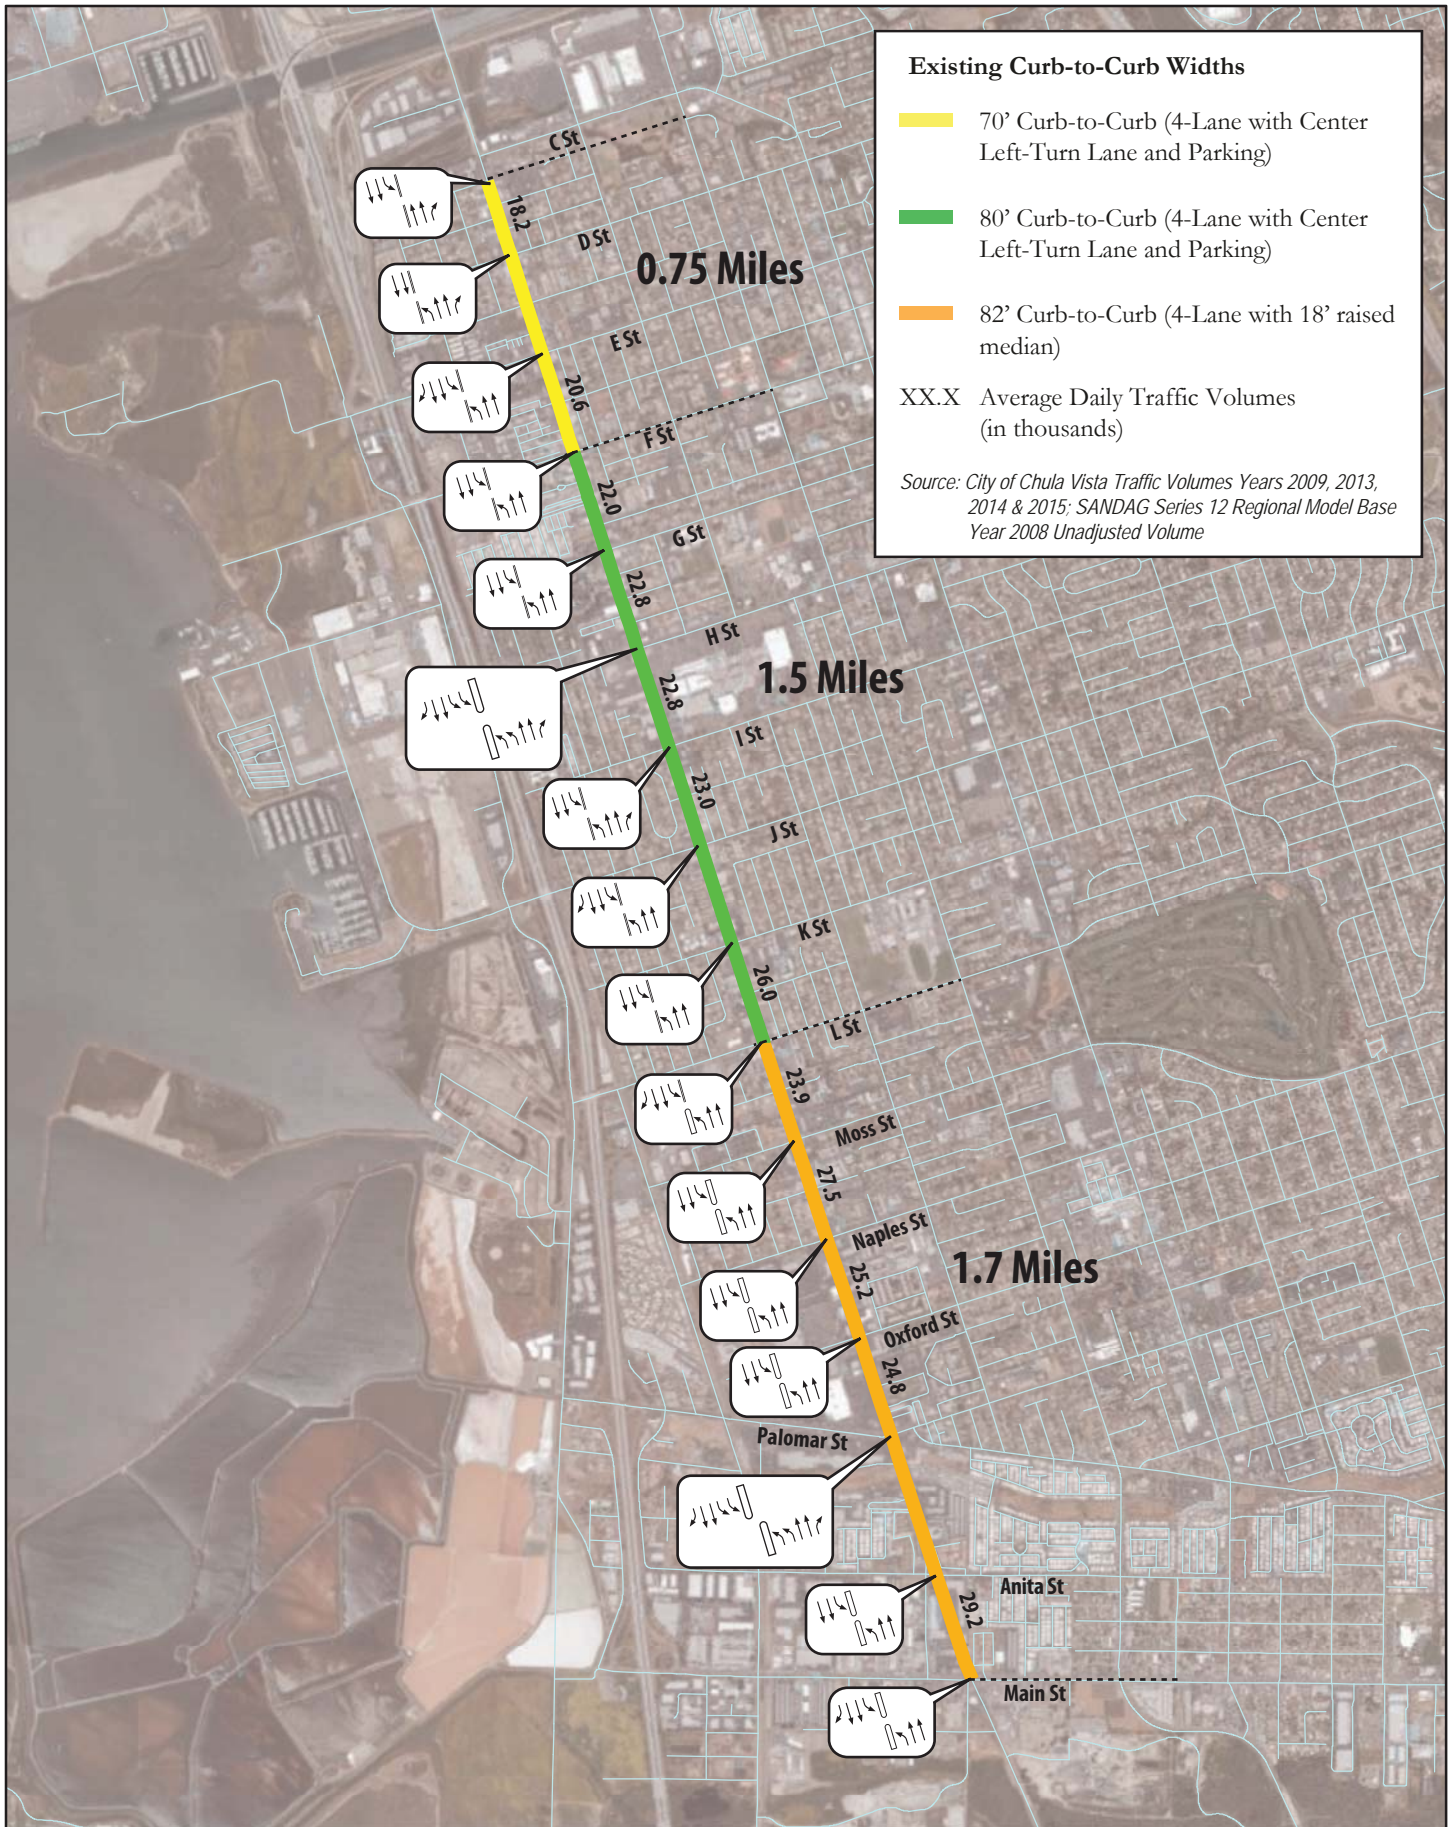 Existing Curb-to-Curb Widths
70’ Curb-to-Curb (4-Lane with Center
Left-Turn Lane and Parking)
80’ Curb-to-Curb (4-Lane with Center
Left-Turn Lane and Parking)
82’ Curb-to-Curb (4-Lane with 18’ raised
median)
XX.X Average Daily Traffic Volumes
(in thousands)
Source: City of Chula Vista Traffic Volumes Years 2009, 2013,
2014 & 2015; SANDAG Series 12 Regional Model Base
Year 2008 Unadjusted Volume
C St
18.2
D St
0.75 Miles
E St
20.6
F St
22.0
G St
22.8
H St
1.5 Miles
22.8
I St
23.0
J St
K St
26.0
L St
23.9
Moss St
27.5
Naples St
25.2
1.7 Miles
Oxford St
24.8
Palomar St
Anita St
29.2
Main St